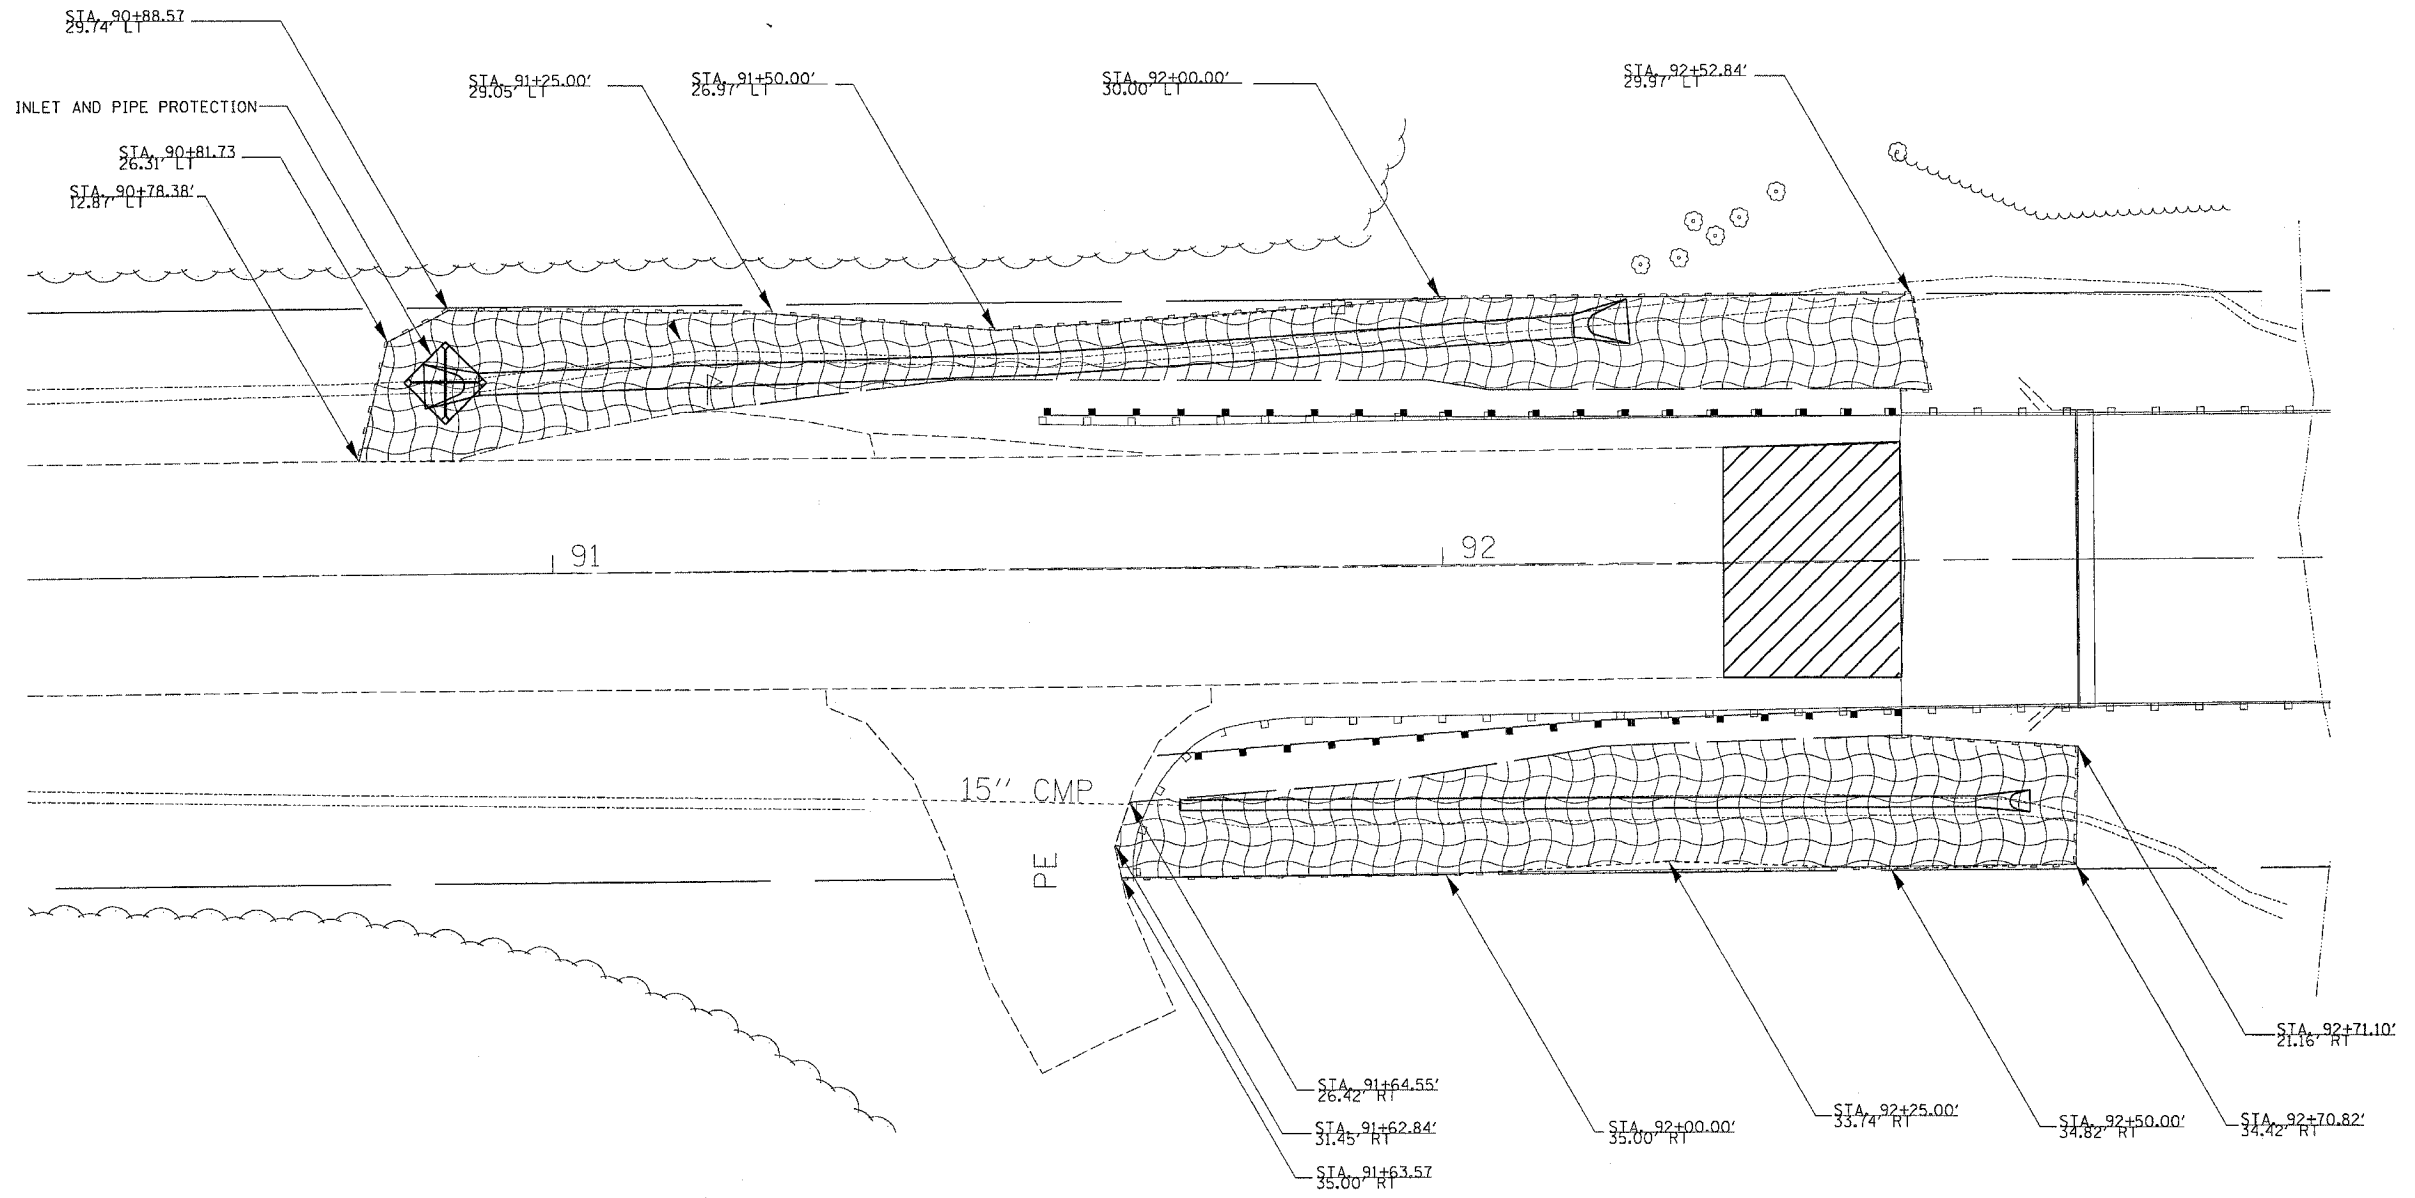 STA. 90+88.57
29.74' LT
STA. 91+25.00'
29.05' LT
STA. 91+50.00'
26.97' LT
STA. 92+00.00'
30.00' LT
STA. 92+52.84'
29.97' LT
INLET AND PIPE PROTECTION
STA. 90+81.73
26.31' LT
STA. 90+78.38'
12.87' LT
91
92
15" CMP
PE
STA. 92+71.10'
21.16' RT
STA. 91+64.55'
26.42' RT
STA. 91+62.84'
31.45' RT
STA. 91+63.57
35.00' RT
STA. 92+00.00'
35.00' RT
STA. 92+25.00'
33.74' RT
STA. 92+50.00'
34.82' RT
STA. 92+70.82'
34.42' RT